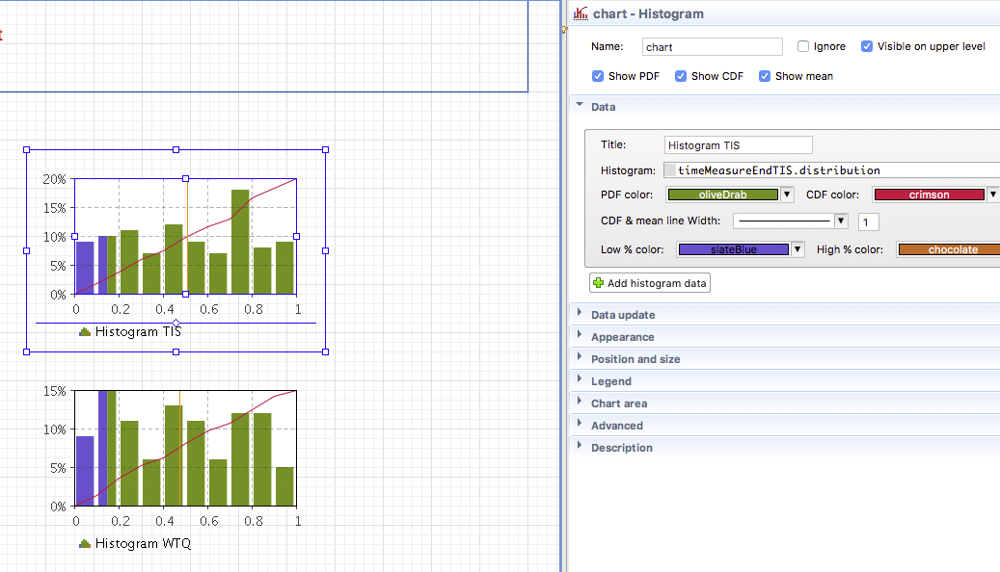 t
chart - Histogram
Name: chart Ignore Visible on upper level
Show PDF Show CDF Show mean
Data
Title: Histogram TIS
Histogram: timeMeasureEndTIS.distribution
PDF color: oliveDrab CDF color: crimson
CDF & mean line Width: 1
Low % color: slateBlue High % color: chocolate
Add histogram data
Data update
Appearance
Position and size
Legend
Chart area
Advanced
Description
20%
15%
10%
5%
0%
0 0.2 0.4 0.6 0.8 1
Histogram TIS
15%
10%
5%
0%
0 0.2 0.4 0.6 0.8 1
Histogram WTQ